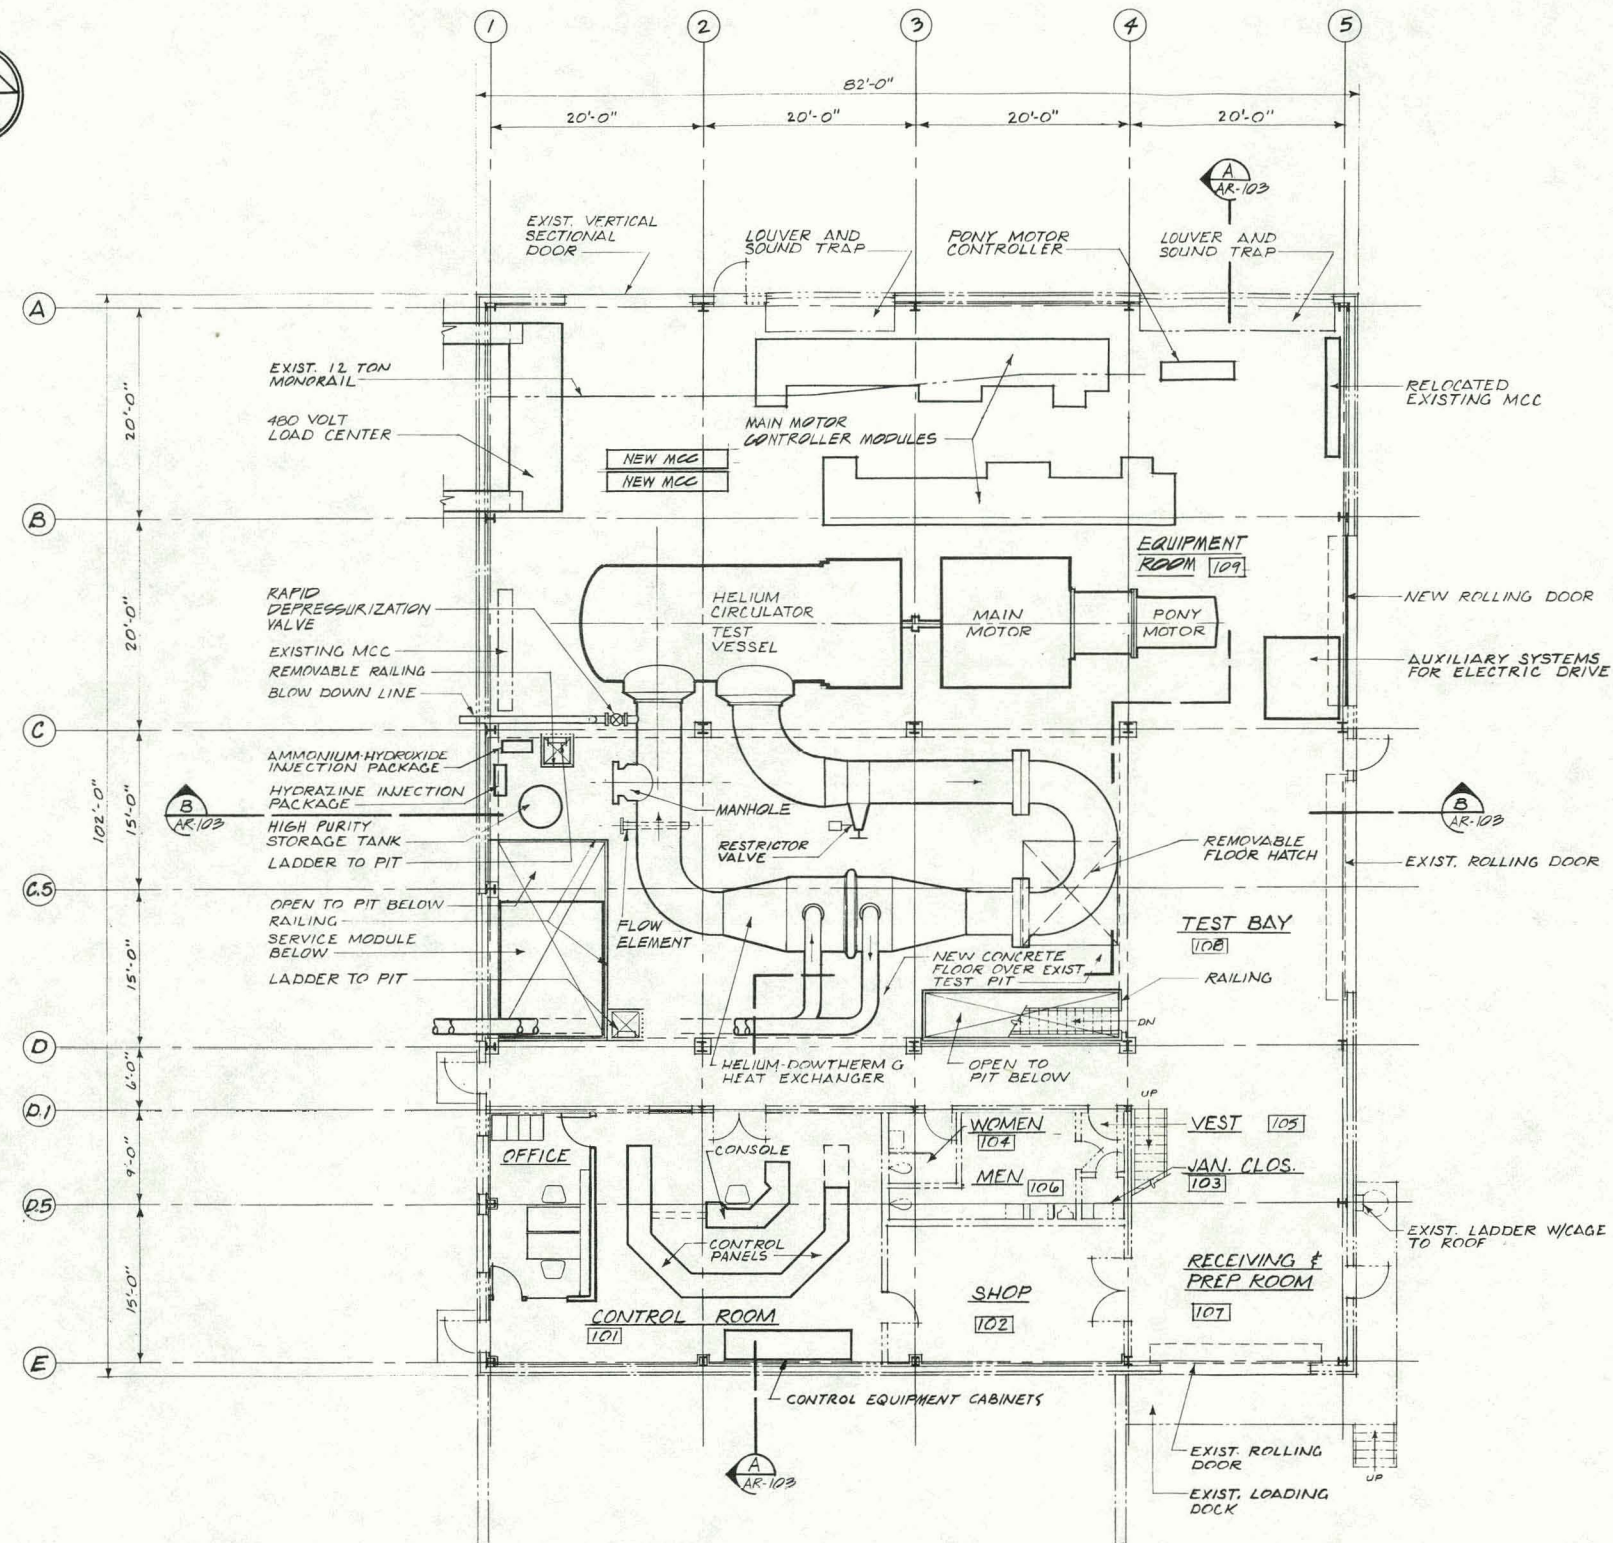 1
2
3
4
5
82'-0"
20'-0"
20'-0"
20'-0"
20'-0"
A
AR-103
EXIST. VERTICAL
SECTIONAL
DOOR
LOUVER AND
SOUND TRAP
PONY MOTOR
CONTROLLER
LOUVER AND
SOUND TRAP
A
EXIST. 12 TON
MONORAIL
480 VOLT
LOAD CENTER
20'-0"
RELOCATED
EXISTING MCC
MAIN MOTOR
CONTROLLER MODULES
NEW MCC
NEW MCC
B
EQUIPMENT
ROOM 109
RAPID
DEPRESSURIZATION
VALVE
EXISTING MCC
REMOVABLE RAILING
BLOW DOWN LINE
20'-0"
HELIUM
CIRCULATOR
TEST
VESSEL
MAIN
MOTOR
PONY
MOTOR
NEW ROLLING DOOR
AUXILIARY SYSTEMS
FOR ELECTRIC DRIVE
C
AMMONIUM-HYDROXIDE
INJECTION PACKAGE
HYDRAZINE INJECTION
PACKAGE
HIGH PURITY
STORAGE TANK
LADDER TO PIT
B
AR-103
102'-0"
15'-0"
MANHOLE
RESTRICTOR
VALVE
REMOVABLE
FLOOR HATCH
B
AR-103
EXIST. ROLLING DOOR
C.5
OPEN TO PIT BELOW
RAILING
SERVICE MODULE
BELOW
LADDER TO PIT
15'-0"
FLOW
ELEMENT
NEW CONCRETE
FLOOR OVER EXIST.
TEST PIT
TEST BAY
108
RAILING
DN
D
HELIUM-DOWTHERM G
HEAT EXCHANGER
OPEN TO
PIT BELOW
6'-0"
D.1
UP
OFFICE
CONSOLE
WOMEN
104
VEST 105
MEN 106
JAN. CLOS.
103
9'-0"
D.5
CONTROL
PANELS
EXIST. LADDER W/CAGE
TO ROOF
RECEIVING &
PREP ROOM
107
SHOP
102
15'-0"
CONTROL ROOM
101
E
CONTROL EQUIPMENT CABINETS
A
AR-103
EXIST. ROLLING
DOOR
UP
EXIST. LOADING
DOCK